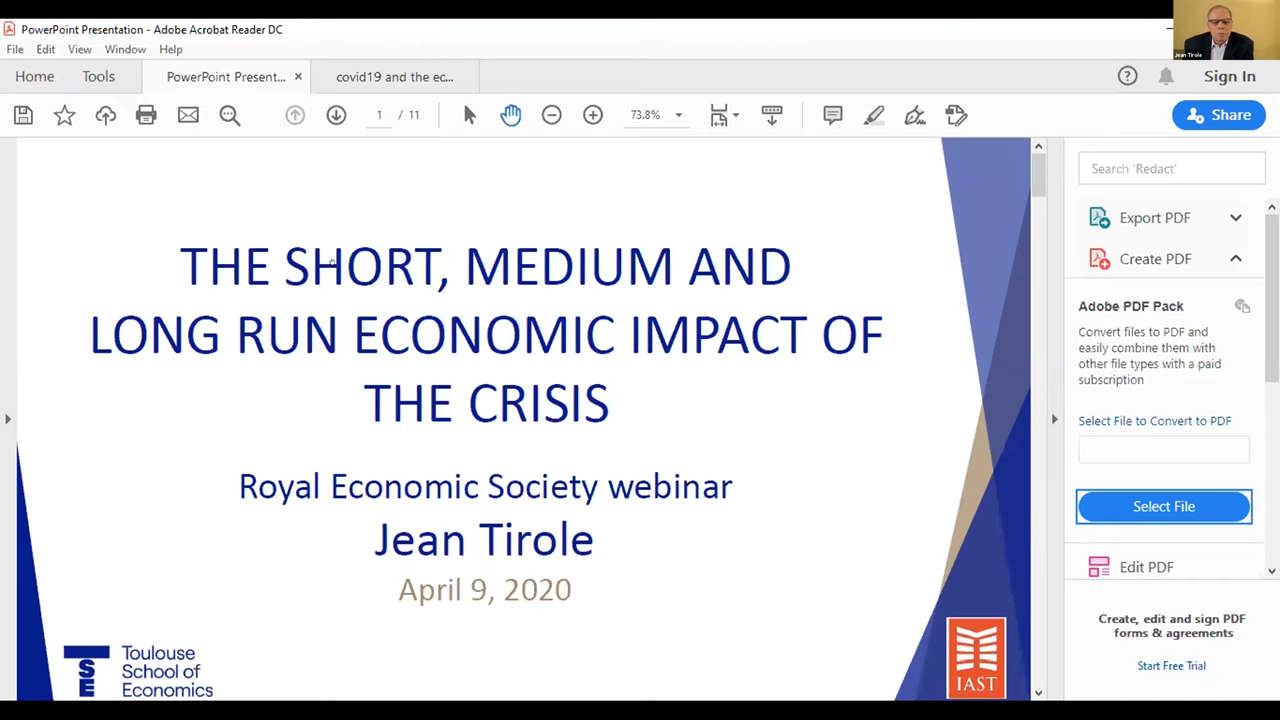 PowerPoint Presentation - Adobe Acrobat Reader DC
File Edit View Window Help
Jean Tirole
Home Tools PowerPoint Present... × covid19 and the ec... Sign In
1 / 11 73.8% Share
THE SHORT, MEDIUM AND
LONG RUN ECONOMIC IMPACT OF
THE CRISIS
Royal Economic Society webinar
Jean Tirole
April 9, 2020
TSE
Toulouse
School of
Economics
IAST
Search 'Redact'
Export PDF
Create PDF
Adobe PDF Pack
Convert files to PDF and
easily combine them with
other file types with a paid
subscription
Select File to Convert to PDF
Select File
Edit PDF
Create, edit and sign PDF
forms & agreements
Start Free Trial